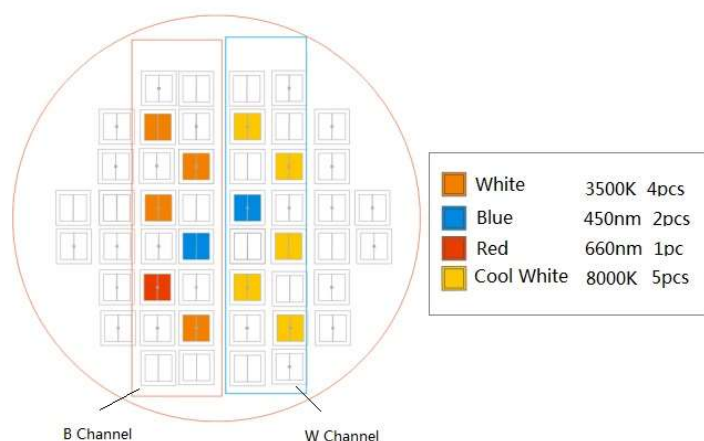 White 3500K 4pcs
Blue 450nm 2pcs
Red 660nm 1pc
Cool White 8000K 5pcs
B Channel
W Channel